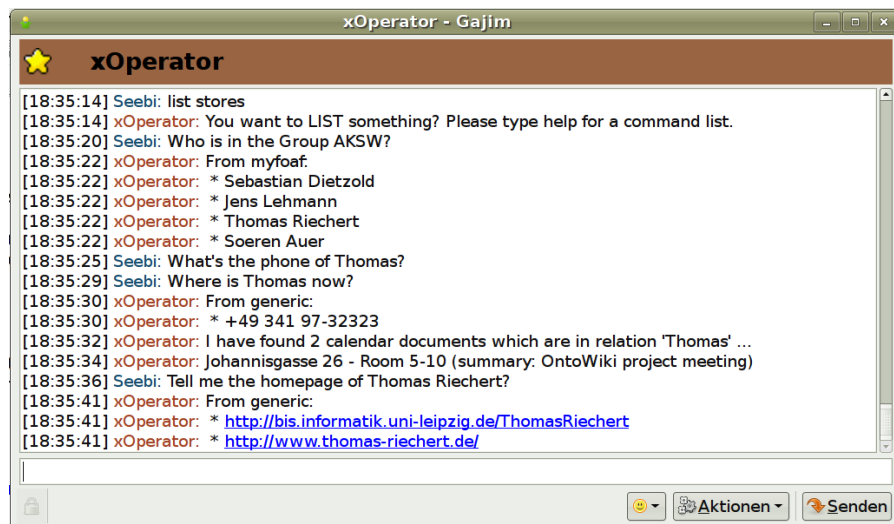 xOperator - Gajim
xOperator
[18:35:14] Seebi: list stores
[18:35:14] xOperator: You want to LIST something? Please type help for a command list.
[18:35:20] Seebi: Who is in the Group AKSW?
[18:35:22] xOperator: From myfoaf:
[18:35:22] xOperator:  * Sebastian Dietzold
[18:35:22] xOperator:  * Jens Lehmann
[18:35:22] xOperator:  * Thomas Riechert
[18:35:22] xOperator:  * Soeren Auer
[18:35:25] Seebi: What's the phone of Thomas?
[18:35:29] Seebi: Where is Thomas now?
[18:35:30] xOperator: From generic:
[18:35:30] xOperator:  * +49 341 97-32323
[18:35:32] xOperator: I have found 2 calendar documents which are in relation 'Thomas' ...
[18:35:34] xOperator: Johannisgasse 26 - Room 5-10 (summary: OntoWiki project meeting)
[18:35:36] Seebi: Tell me the homepage of Thomas Riechert?
[18:35:41] xOperator: From generic:
[18:35:41] xOperator:  * http://bis.informatik.uni-leipzig.de/ThomasRiechert
[18:35:41] xOperator:  * http://www.thomas-riechert.de/
Aktionen
Senden